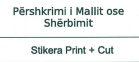 Përshkrimi i Mallit ose
Shërbimit
Stikera Print + Cut